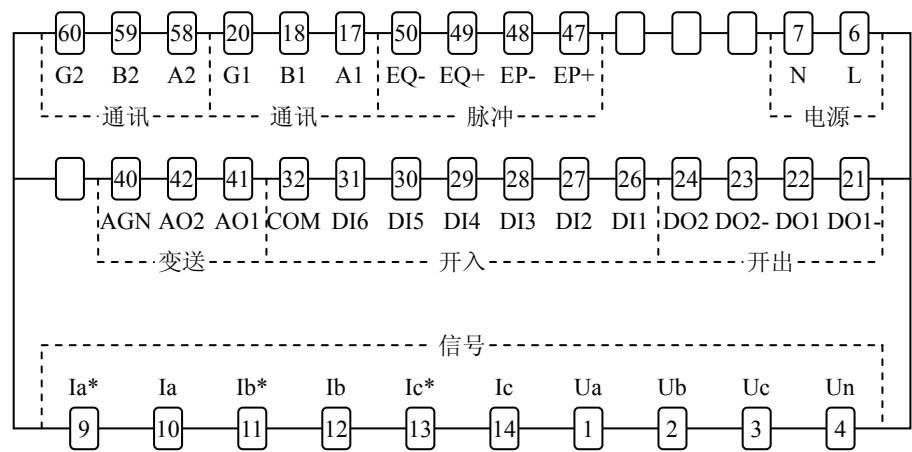 60 59 58 20 18 17 50 49 48 47 7 6
G2 B2 A2 G1 B1 A1 EQ- EQ+ EP- EP+ N L
通讯 通讯 脉冲 电源
40 42 41 32 31 30 29 28 27 26 24 23 22 21
AGN AO2 AO1 COM DI6 DI5 DI4 DI3 DI2 DI1 DO2 DO2- DO1 DO1-
变送 开入 开出
信号
Ia* Ia Ib* Ib Ic* Ic Ua Ub Uc Un
9 10 11 12 13 14 1 2 3 4